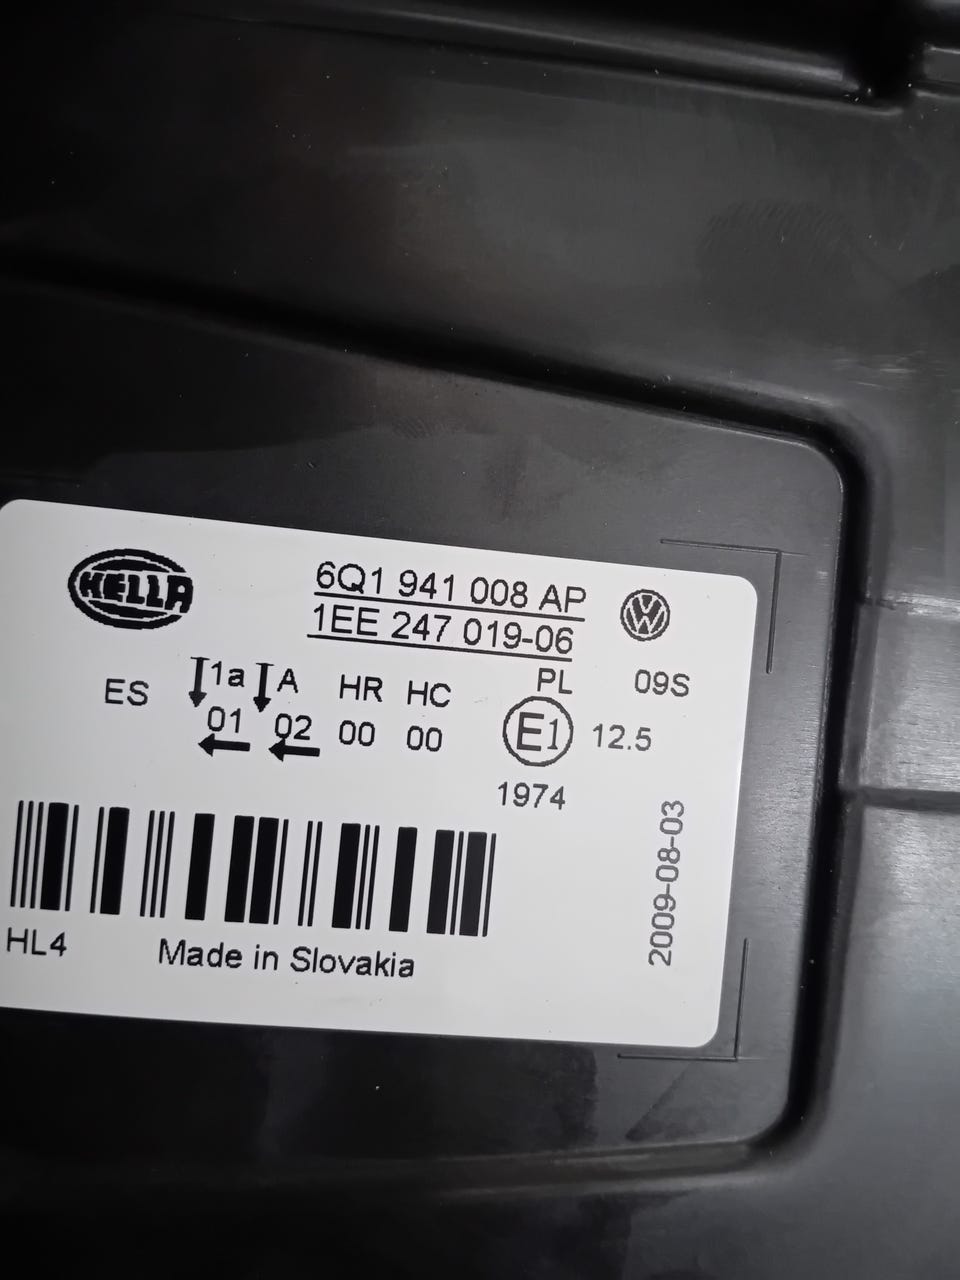 HELLA
6Q1 941 008 AP
1EE 247 019-06
ES 1a A HR HC PL 09S
01 02 00 00 E1 12.5
1974
2009-08-03
HL4 Made in Slovakia